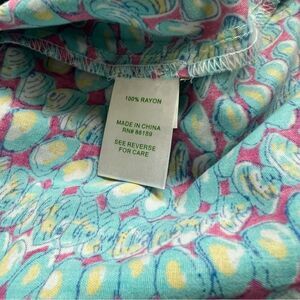 100% RAYON
MADE IN CHINA
RN# 86189
SEE REVERSE
FOR CARE